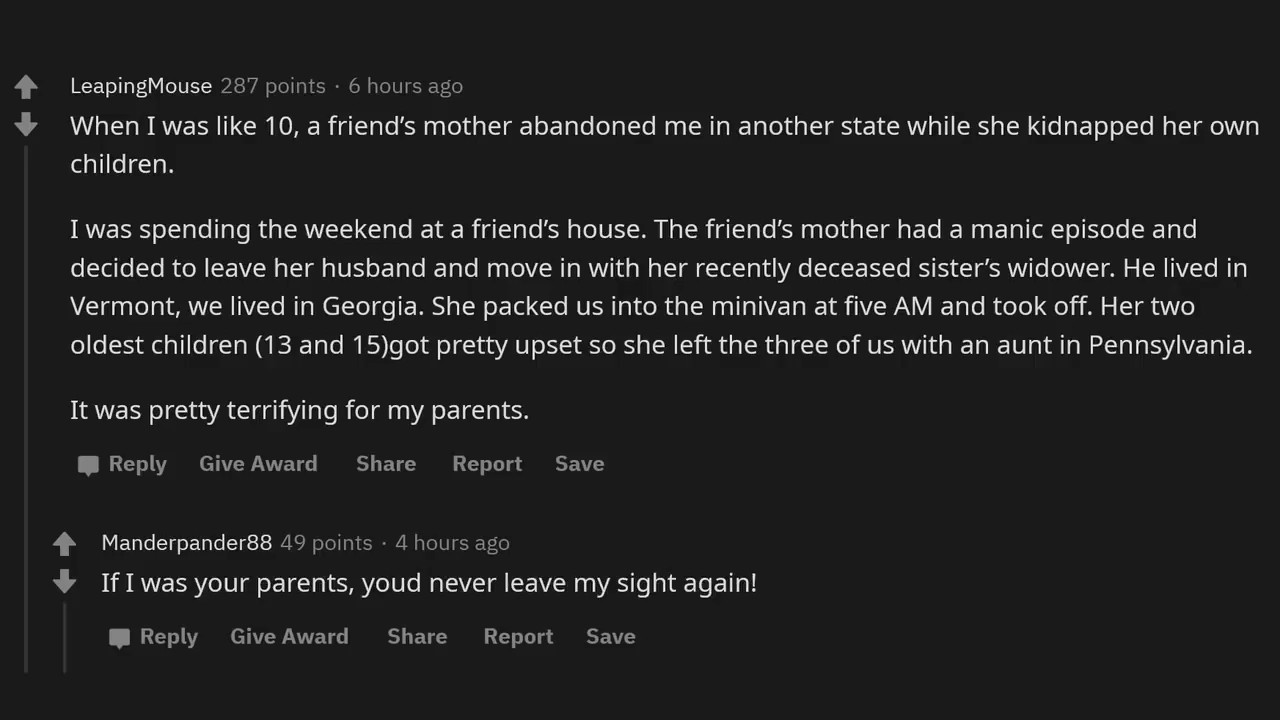 LeapingMouse 287 points · 6 hours ago
When I was like 10, a friend’s mother abandoned me in another state while she kidnapped her own
children.
I was spending the weekend at a friend’s house. The friend’s mother had a manic episode and
decided to leave her husband and move in with her recently deceased sister’s widower. He lived in
Vermont, we lived in Georgia. She packed us into the minivan at five AM and took off. Her two
oldest children (13 and 15)got pretty upset so she left the three of us with an aunt in Pennsylvania.
It was pretty terrifying for my parents.
Reply Give Award Share Report Save
Manderpander88 49 points · 4 hours ago
If I was your parents, youd never leave my sight again!
Reply Give Award Share Report Save